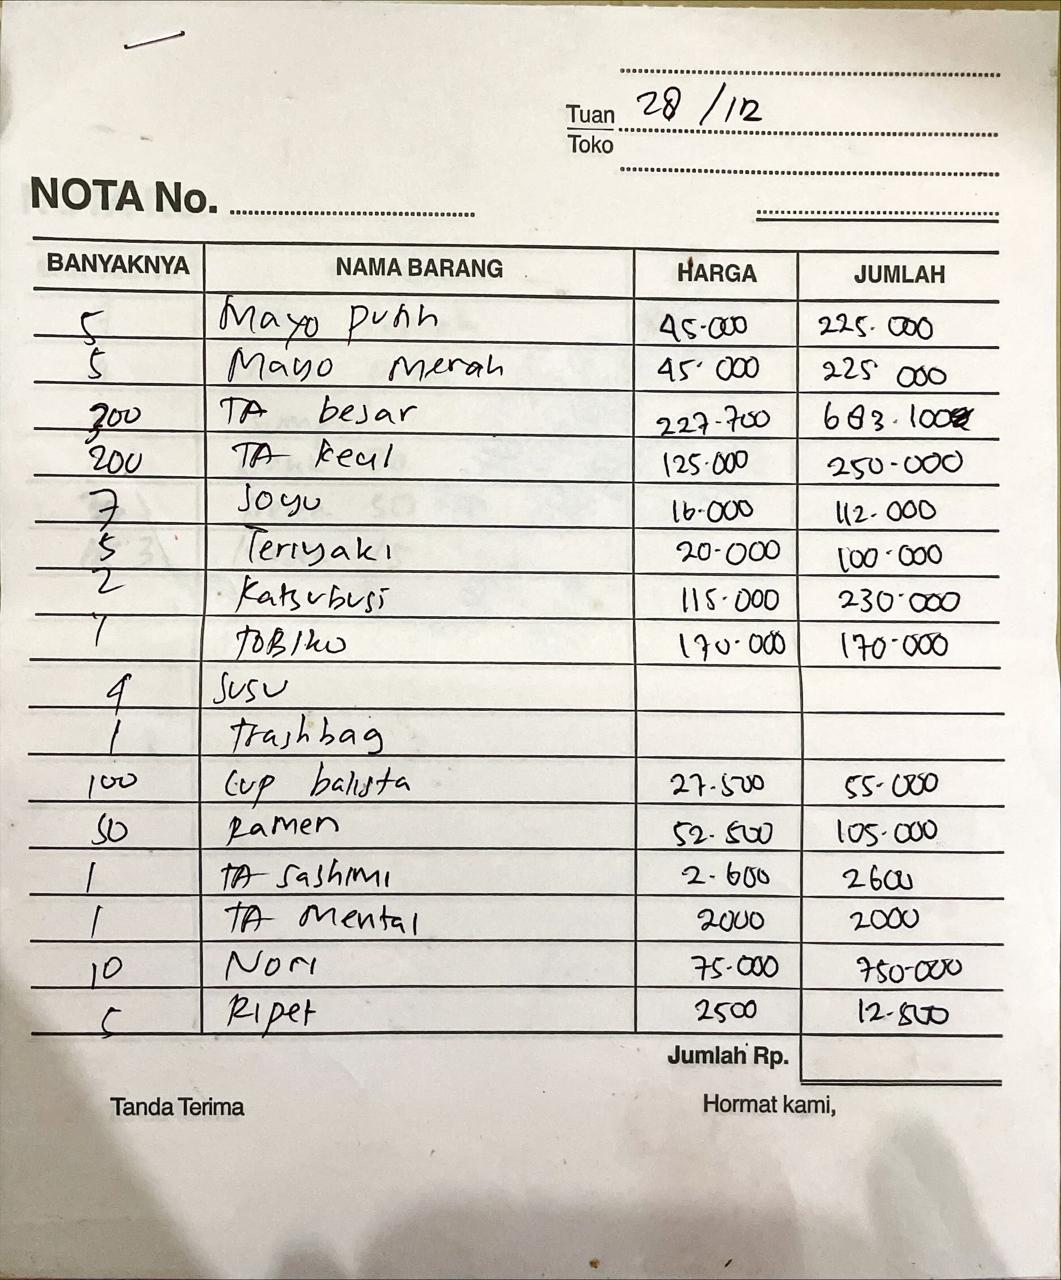 Tuan 28 /12
Toko
NOTA No.
BANYAKNYA NAMA BARANG HARGA JUMLAH
5 Mayo putih 45.000 225.000
5 Mayo Merah 45.000 225 000
300 TA besar 227.700 683.100
200 TA kecil 125.000 250.000
7 Soyu 16.000 112.000
5 Teriyaki 20.000 100.000
2 Katsubusi 115.000 230.000
1 TOBIKO 170.000 170.000
4 Susu
1 Trashbag
100 Cup balista 27.500 55.000
50 Ramen 52.500 105.000
1 TA Sashimi 2.600 2600
1 TA Mental 2000 2000
10 Nori 75.000 750.000
5 Ripet 2500 12.500
Jumlah Rp.
Tanda Terima Hormat kami,